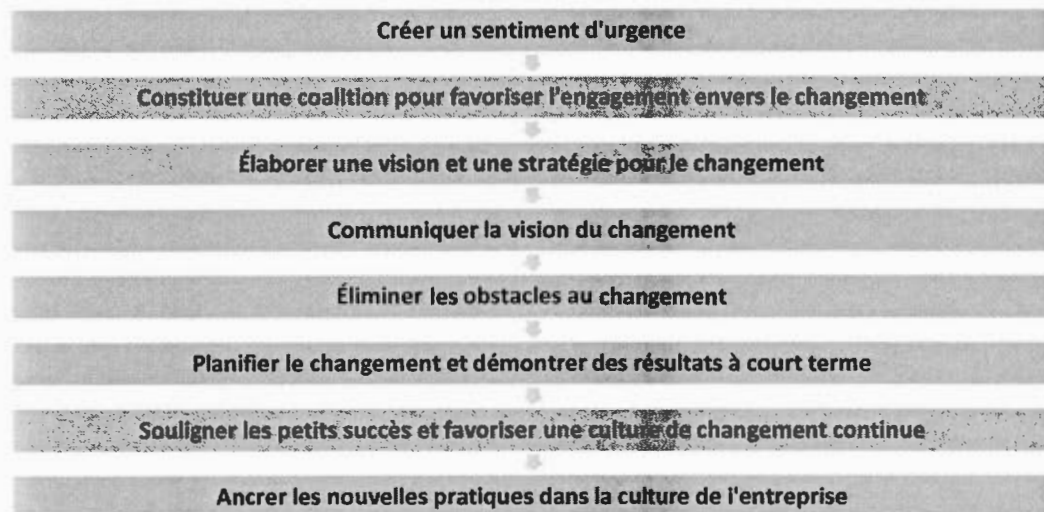 Créer un sentiment d'urgence
Constituer une coalition pour favoriser l'engagement envers le changement
Élaborer une vision et une stratégie pour le changement
Communiquer la vision du changement
Éliminer les obstacles au changement
Planifier le changement et démontrer des résultats à court terme
Souligner les petits succès et favoriser une culture de changement continue
Ancrer les nouvelles pratiques dans la culture de l'entreprise